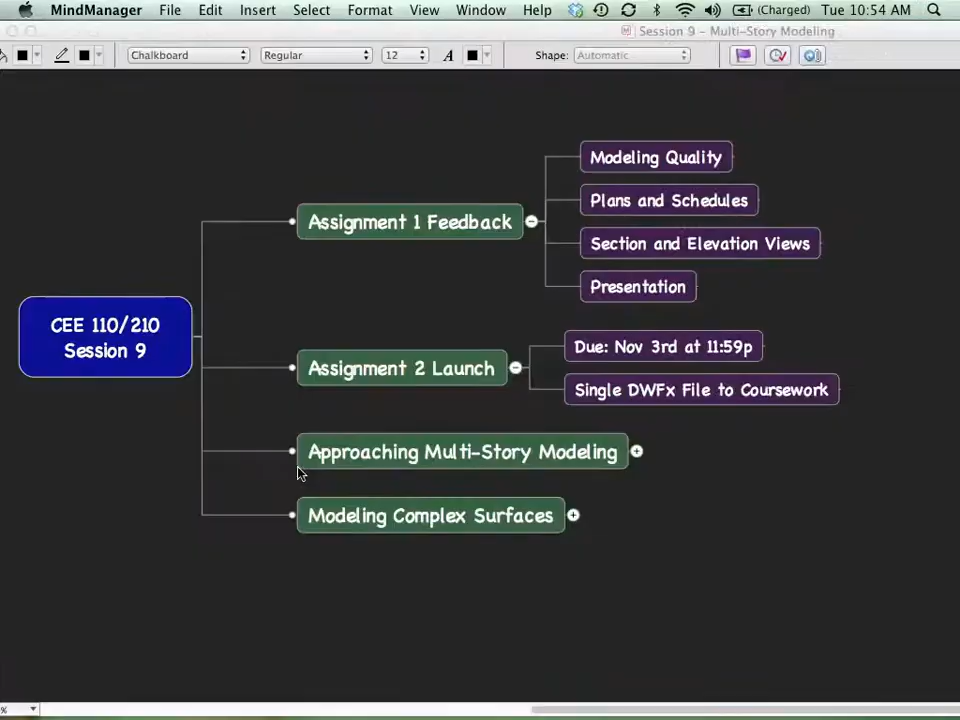 MindManager File Edit Insert Select Format View Window Help (Charged) Tue 10:54 AM
Session 9 - Multi-Story Modeling
Chalkboard Regular 12 A Shape: Automatic
Modeling Quality
Assignment 1 Feedback
Plans and Schedules
Section and Elevation Views
Presentation
CEE 110/210
Session 9
Due: Nov 3rd at 11:59p
Assignment 2 Launch
Single DWFx File to Coursework
Approaching Multi-Story Modeling
Modeling Complex Surfaces
%